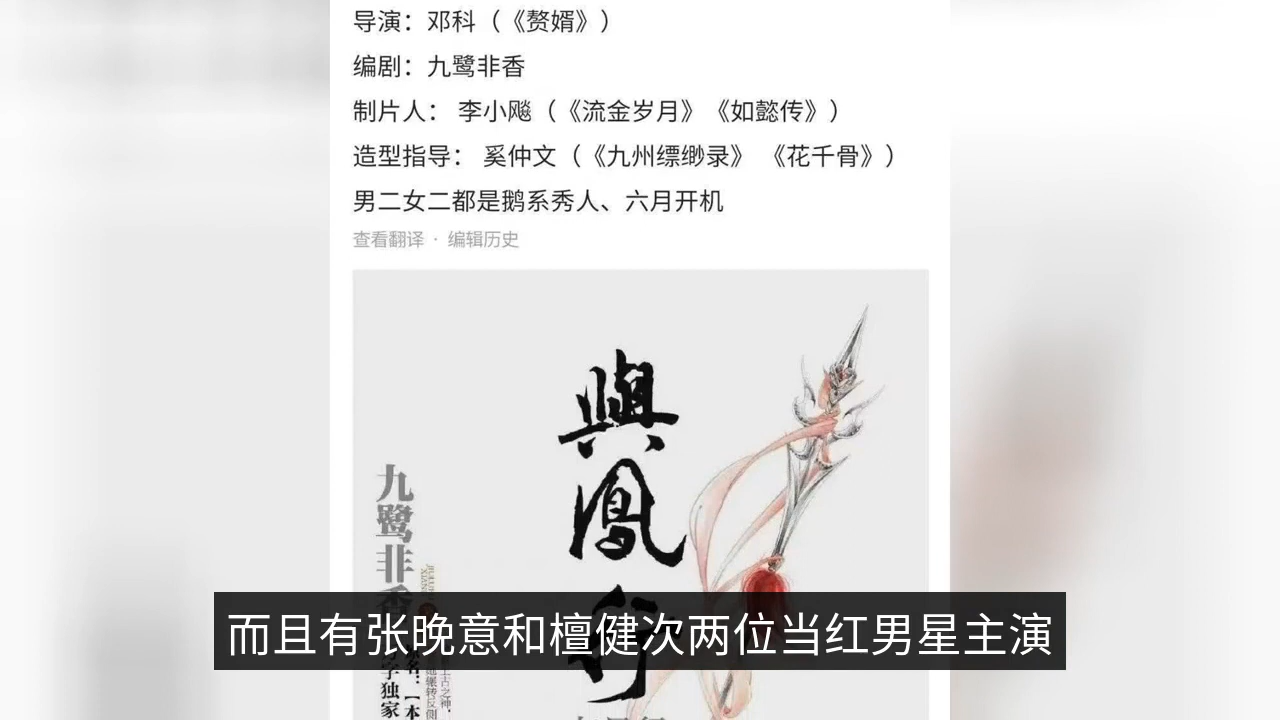 导演：邓科（《赘婿》）
编剧：九鹭非香
制片人： 李小飚（《流金岁月》《如懿传》）
造型指导： 奚仲文（《九州缥缈录》 《花千骨》）
男二女二都是鹅系秀人、六月开机
查看翻译 · 编辑历史
與鳳行
九鹭非香
而且有张晚意和檀健次两位当红男星主演